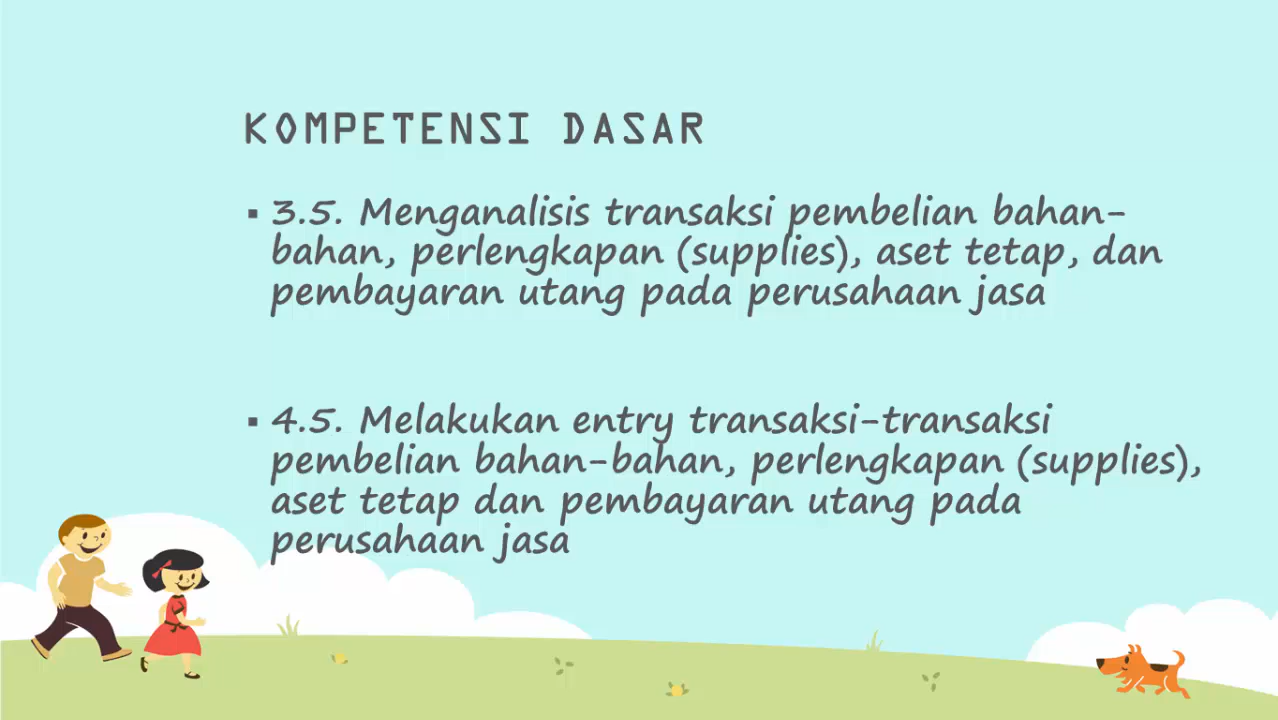 KOMPETENSI DASAR
▪ 3.5. Menganalisis transaksi pembelian bahan-
bahan, perlengkapan (supplies), aset tetap, dan
pembayaran utang pada perusahaan jasa
▪ 4.5. Melakukan entry transaksi-transaksi
pembelian bahan-bahan, perlengkapan (supplies),
aset tetap dan pembayaran utang pada
perusahaan jasa